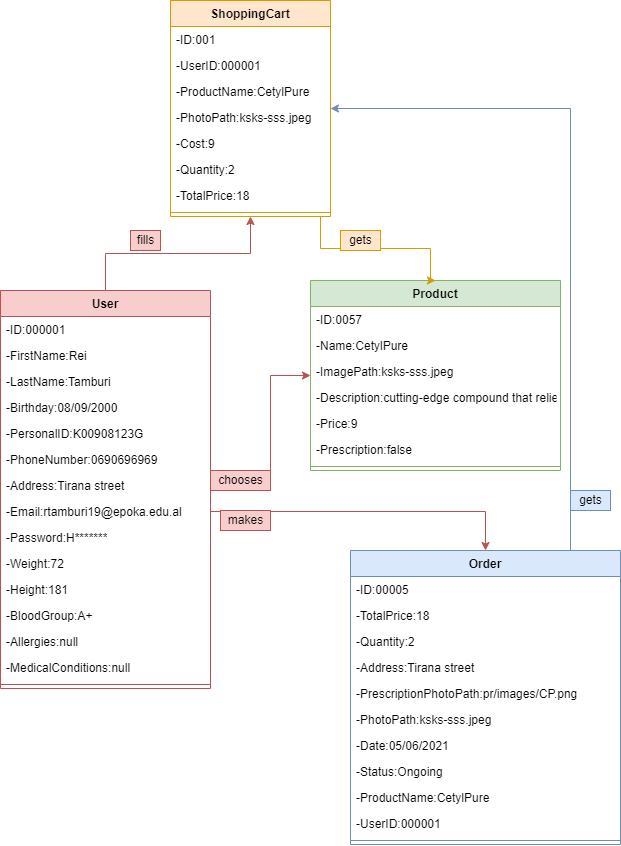 ShoppingCart
-ID:001
-UserID:000001
-ProductName:CetylPure
-PhotoPath:ksks-sss.jpeg
-Cost:9
-Quantity:2
-TotalPrice:18
fills
gets
User
-ID:000001
-FirstName:Rei
-LastName:Tamburi
-Birthday:08/09/2000
-PersonalID:K00908123G
-PhoneNumber:0690696969
-Address:Tirana street
-Email:rtamburi19@epoka.edu.al
-Password:H*******
-Weight:72
-Height:181
-BloodGroup:A+
-Allergies:null
-MedicalConditions:null
Product
-ID:0057
-Name:CetylPure
-ImagePath:ksks-sss.jpeg
-Description:cutting-edge compound that relie
-Price:9
-Prescription:false
chooses
makes
gets
Order
-ID:00005
-TotalPrice:18
-Quantity:2
-Address:Tirana street
-PrescriptionPhotoPath:pr/images/CP.png
-PhotoPath:ksks-sss.jpeg
-Date:05/06/2021
-Status:Ongoing
-ProductName:CetylPure
-UserID:000001